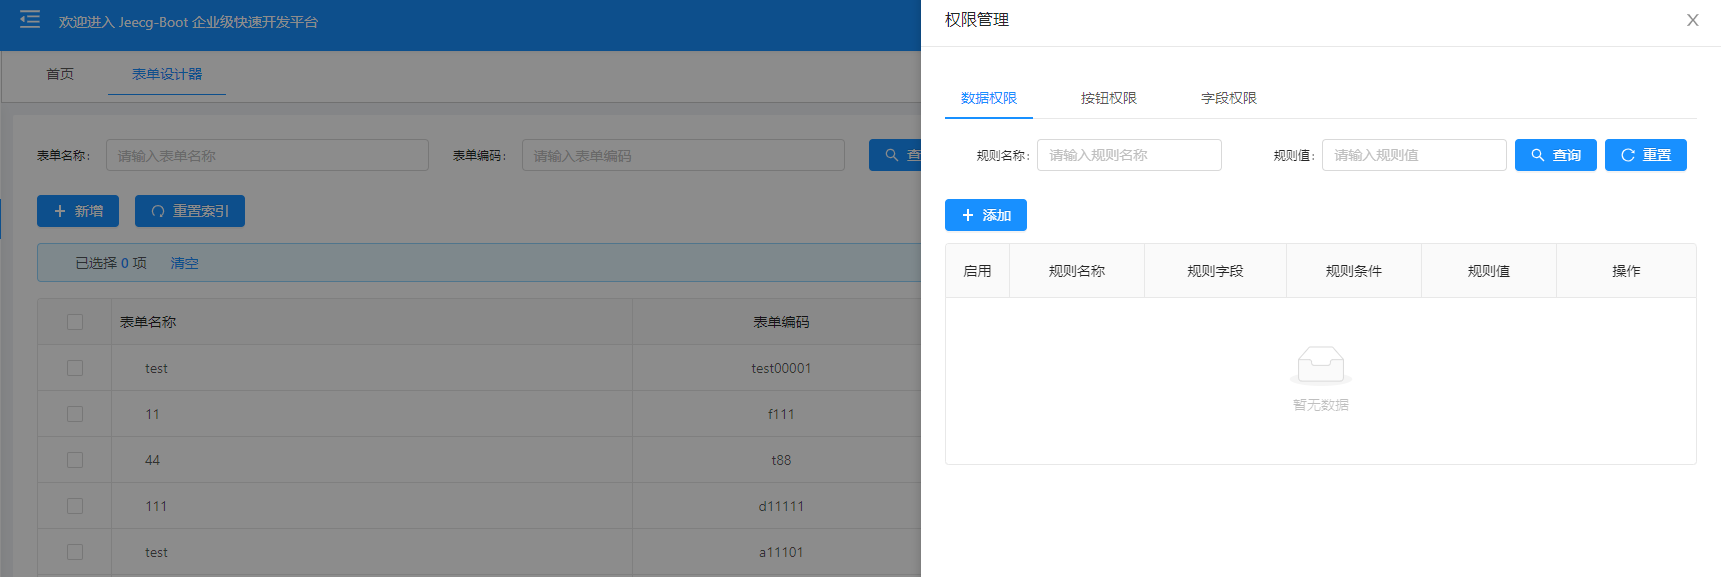 欢迎进入 Jeecg-Boot 企业级快速开发平台
首页 表单设计器
表单名称： 请输入表单名称 表单编码： 请输入表单编码 查
新增 重置索引
已选择 0 项 清空
表单名称 表单编码
test test00001
11 f111
44 t88
111 d11111
test a11101
权限管理
数据权限 按钮权限 字段权限
规则名称： 请输入规则名称 规则值： 请输入规则值 查询 重置
添加
启用 规则名称 规则字段 规则条件 规则值 操作
暂无数据